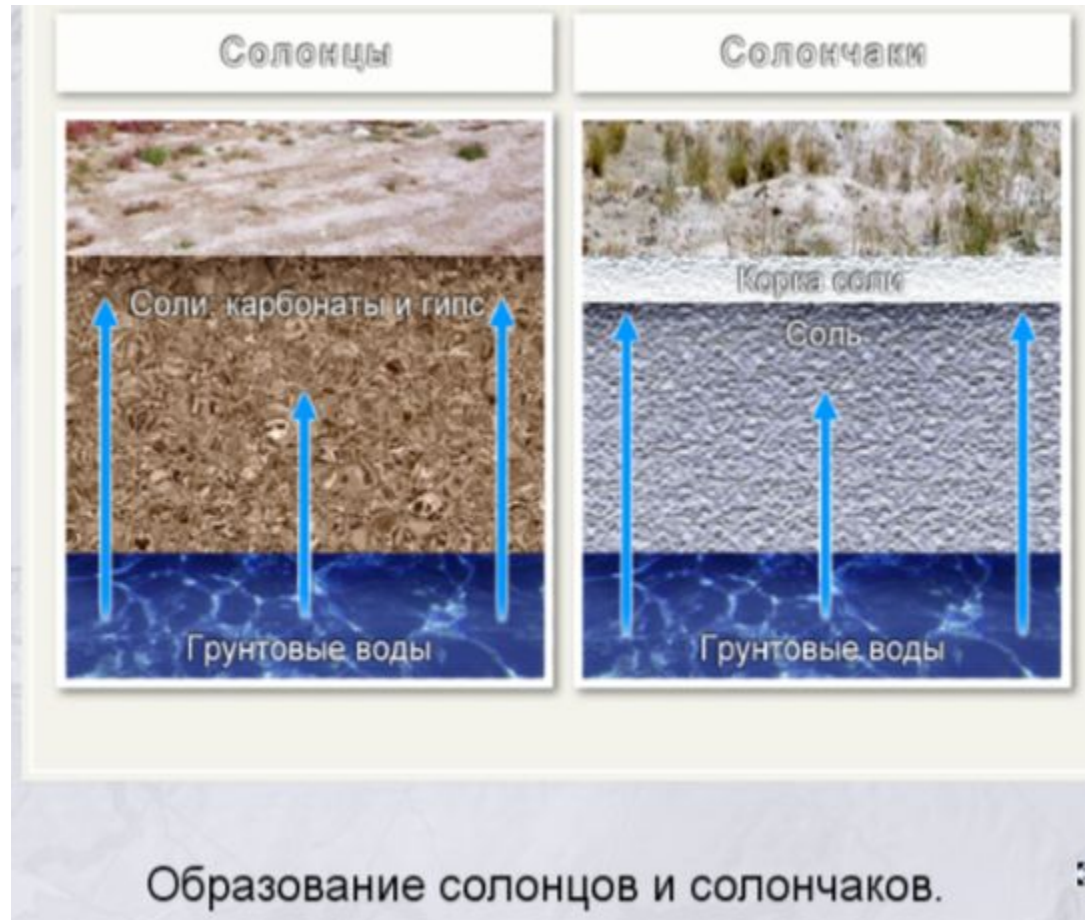 Солонцы
Солончаки
Соли: карбонаты и гипс
Грунтовые воды
Корка соли
Соль
Грунтовые воды
Образование солонцов и солончаков.